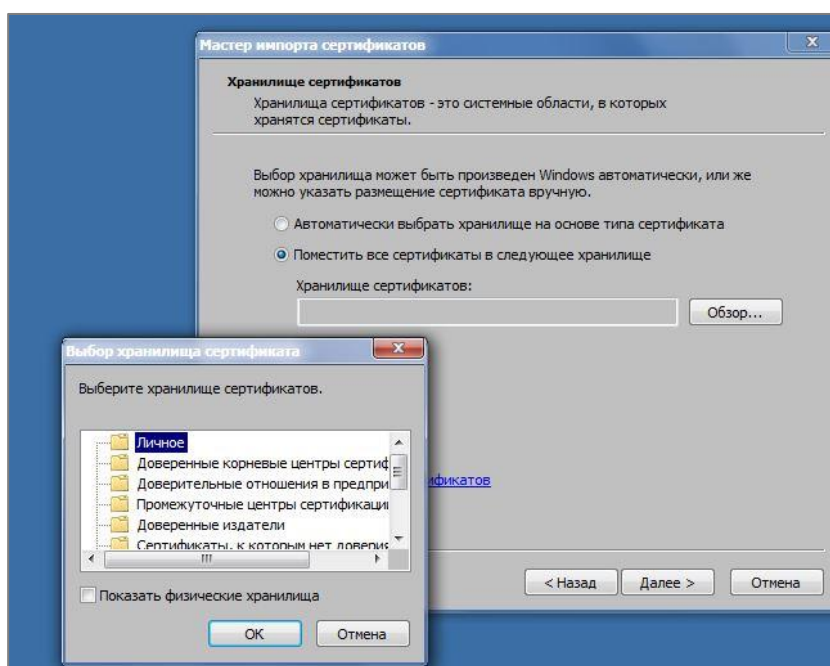 Мастер импорта сертификатов
Хранилище сертификатов
Хранилища сертификатов - это системные области, в которых
хранятся сертификаты.
Выбор хранилища может быть произведен Windows автоматически, или же
можно указать размещение сертификата вручную.
Автоматически выбрать хранилище на основе типа сертификата
Поместить все сертификаты в следующее хранилище
Хранилище сертификатов:
Обзор...
ификатов
< Назад
Далее >
Отмена
Выбор хранилища сертификата
Выберите хранилище сертификатов.
Личное
Доверенные корневые центры сертиф
Доверительные отношения в предпри
Промежуточные центры сертификации
Доверенные издатели
Сертификаты, к которым нет доверия
Показать физические хранилища
OK
Отмена